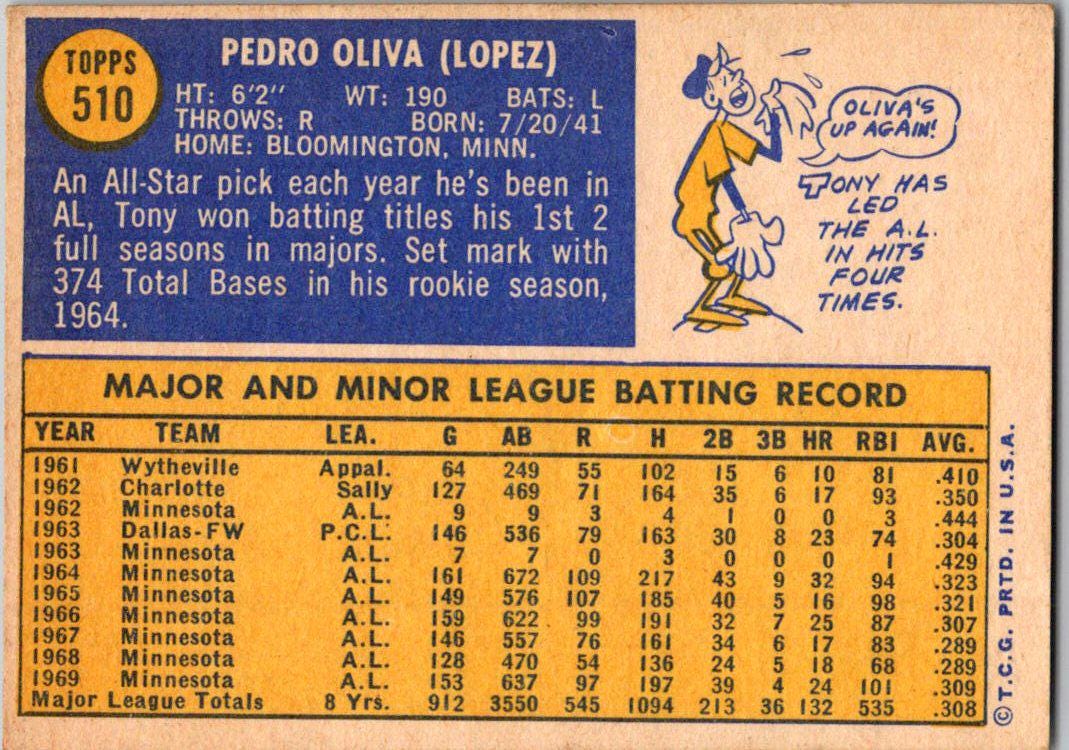 TOPPS
510
PEDRO OLIVA (LOPEZ)
HT: 6'2" WT: 190 BATS: L
THROWS: R BORN: 7/20/41
HOME: BLOOMINGTON, MINN.
An All-Star pick each year he's been in
AL, Tony won batting titles his 1st 2
full seasons in majors. Set mark with
374 Total Bases in his rookie season,
1964.
OLIVA'S
UP AGAIN!
TONY HAS
LED
THE A.L.
IN HITS
FOUR
TIMES.
MAJOR AND MINOR LEAGUE BATTING RECORD
YEAR TEAM LEA. G AB R H 2B 3B HR RBI AVG.
1961 Wytheville Appal. 64 249 55 102 15 6 10 81 .410
1962 Charlotte Sally 127 469 71 164 35 6 17 93 .350
1962 Minnesota A.L. 9 9 3 4 1 0 0 3 .444
1963 Dallas-FW P.C.L. 146 536 79 163 30 8 23 74 .304
1963 Minnesota A.L. 7 7 0 3 0 0 0 1 .429
1964 Minnesota A.L. 161 672 109 217 43 9 32 94 .323
1965 Minnesota A.L. 149 576 107 185 40 5 16 98 .321
1966 Minnesota A.L. 159 622 99 191 32 7 25 87 .307
1967 Minnesota A.L. 146 557 76 161 34 6 17 83 .289
1968 Minnesota A.L. 128 470 54 136 24 5 18 68 .289
1969 Minnesota A.L. 153 637 97 197 39 4 24 101 .309
Major League Totals 8 Yrs. 912 3550 545 1094 213 36 132 535 .308
© T.C.G. PRTD. IN U.S.A.